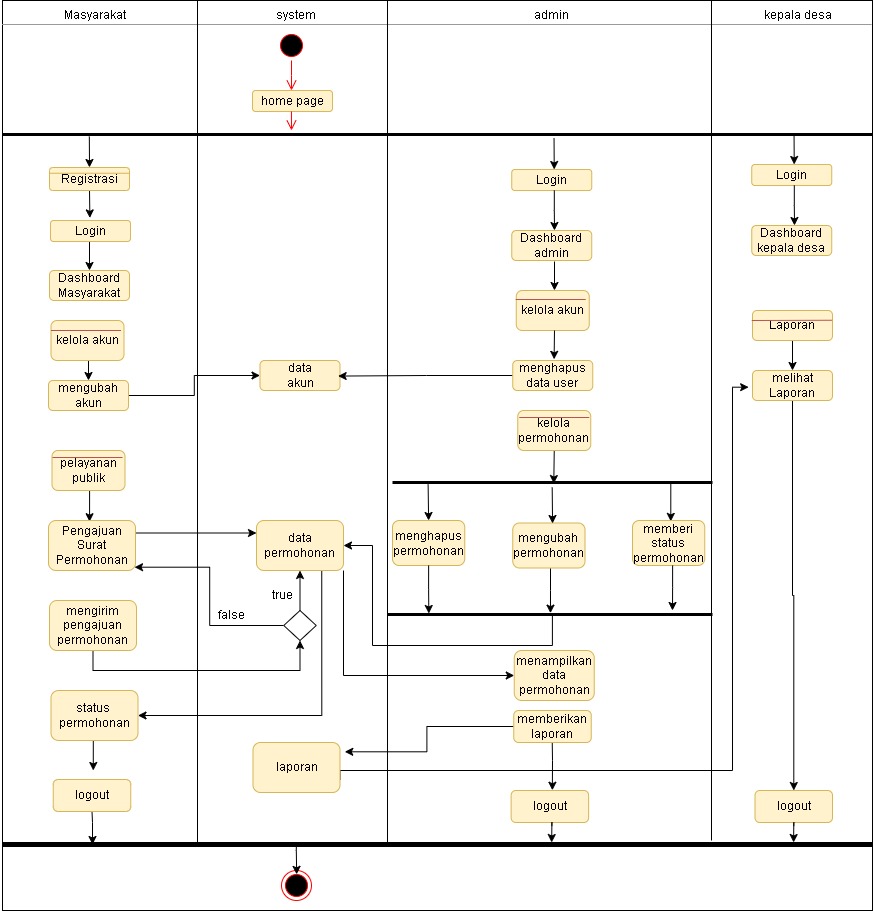 Masyarakat
system
admin
kepala desa
home page
Registrasi
Login
Dashboard
Masyarakat
kelola akun
mengubah
akun
pelayanan
publik
Pengajuan
Surat
Permohonan
mengirim
pengajuan
permohonan
status
permohonan
logout
data
akun
data
permohonan
true
false
laporan
Login
Dashboard
admin
kelola akun
menghapus
data user
kelola
permohonan
menghapus
permohonan
mengubah
permohonan
memberi
status
permohonan
menampilkan
data
permohonan
memberikan
laporan
logout
Login
Dashboard
kepala desa
Laporan
melihat
Laporan
logout